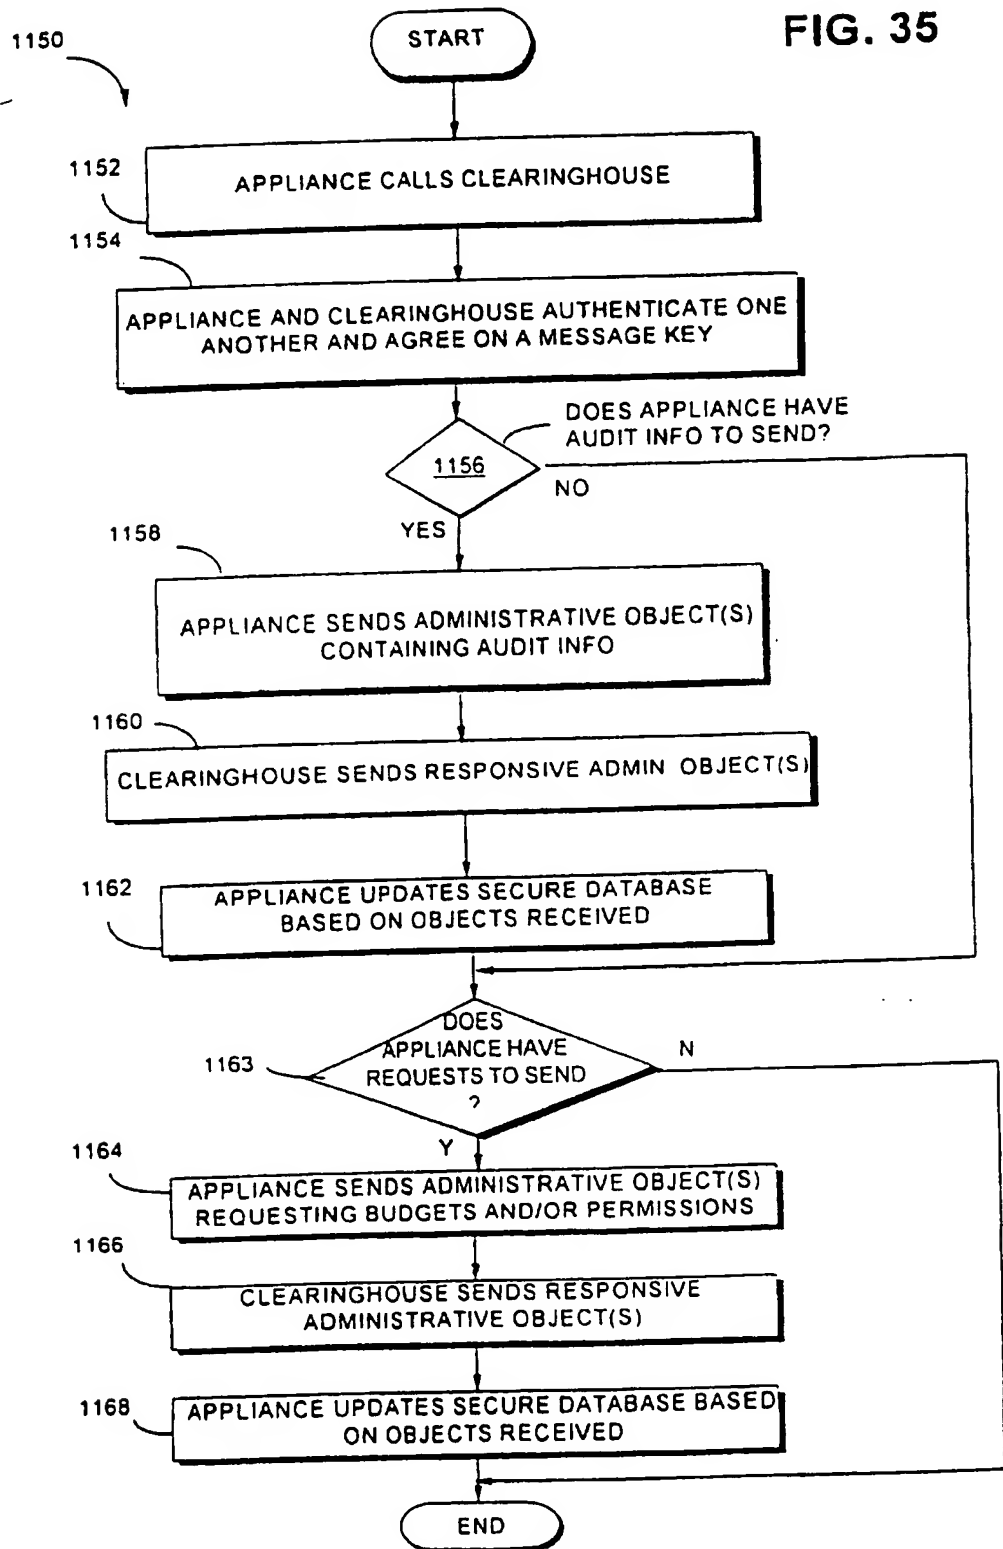 FIG. 35
1150
START
1152
APPLIANCE CALLS CLEARINGHOUSE
1154
APPLIANCE AND CLEARINGHOUSE AUTHENTICATE ONE
ANOTHER AND AGREE ON A MESSAGE KEY
DOES APPLIANCE HAVE
AUDIT INFO TO SEND?
1156
NO
YES
1158
APPLIANCE SENDS ADMINISTRATIVE OBJECT(S)
CONTAINING AUDIT INFO
1160
CLEARINGHOUSE SENDS RESPONSIVE ADMIN OBJECT(S)
1162
APPLIANCE UPDATES SECURE DATABASE
BASED ON OBJECTS RECEIVED
1163
DOES
APPLIANCE HAVE
REQUESTS TO SEND
?
N
Y
1164
APPLIANCE SENDS ADMINISTRATIVE OBJECT(S)
REQUESTING BUDGETS AND/OR PERMISSIONS
1166
CLEARINGHOUSE SENDS RESPONSIVE
ADMINISTRATIVE OBJECT(S)
1168
APPLIANCE UPDATES SECURE DATABASE BASED
ON OBJECTS RECEIVED
END